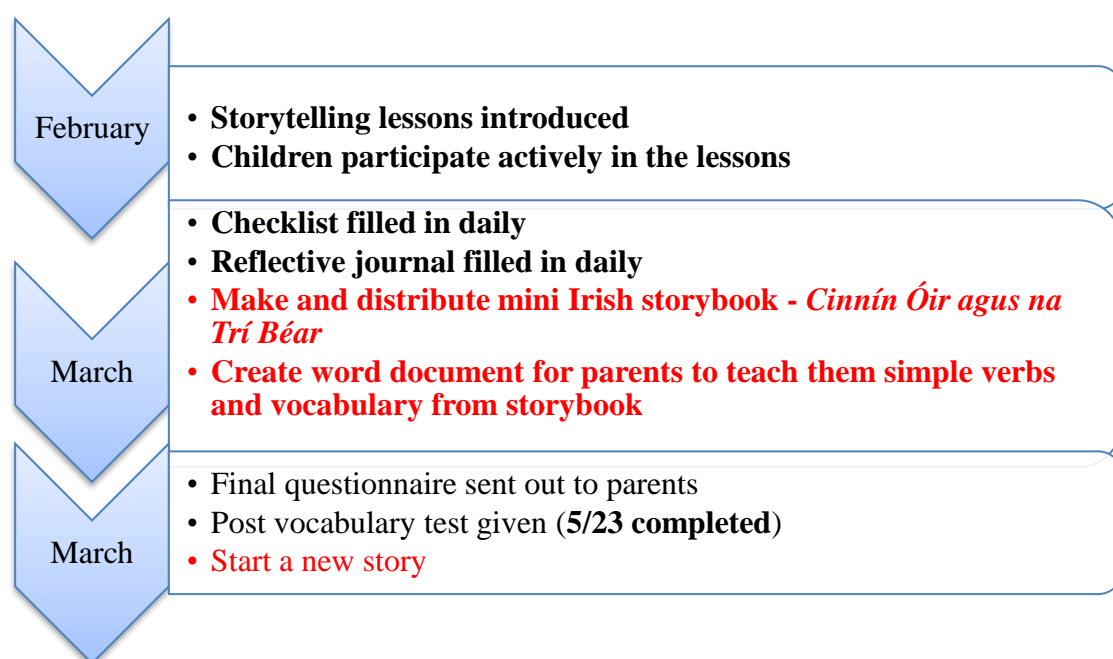 February
• Storytelling lessons introduced
• Children participate actively in the lessons
March
• Checklist filled in daily
• Reflective journal filled in daily
• Make and distribute mini Irish storybook - Cinnín Óir agus na
Trí Béar
• Create word document for parents to teach them simple verbs
and vocabulary from storybook
March
• Final questionnaire sent out to parents
• Post vocabulary test given (5/23 completed)
• Start a new story